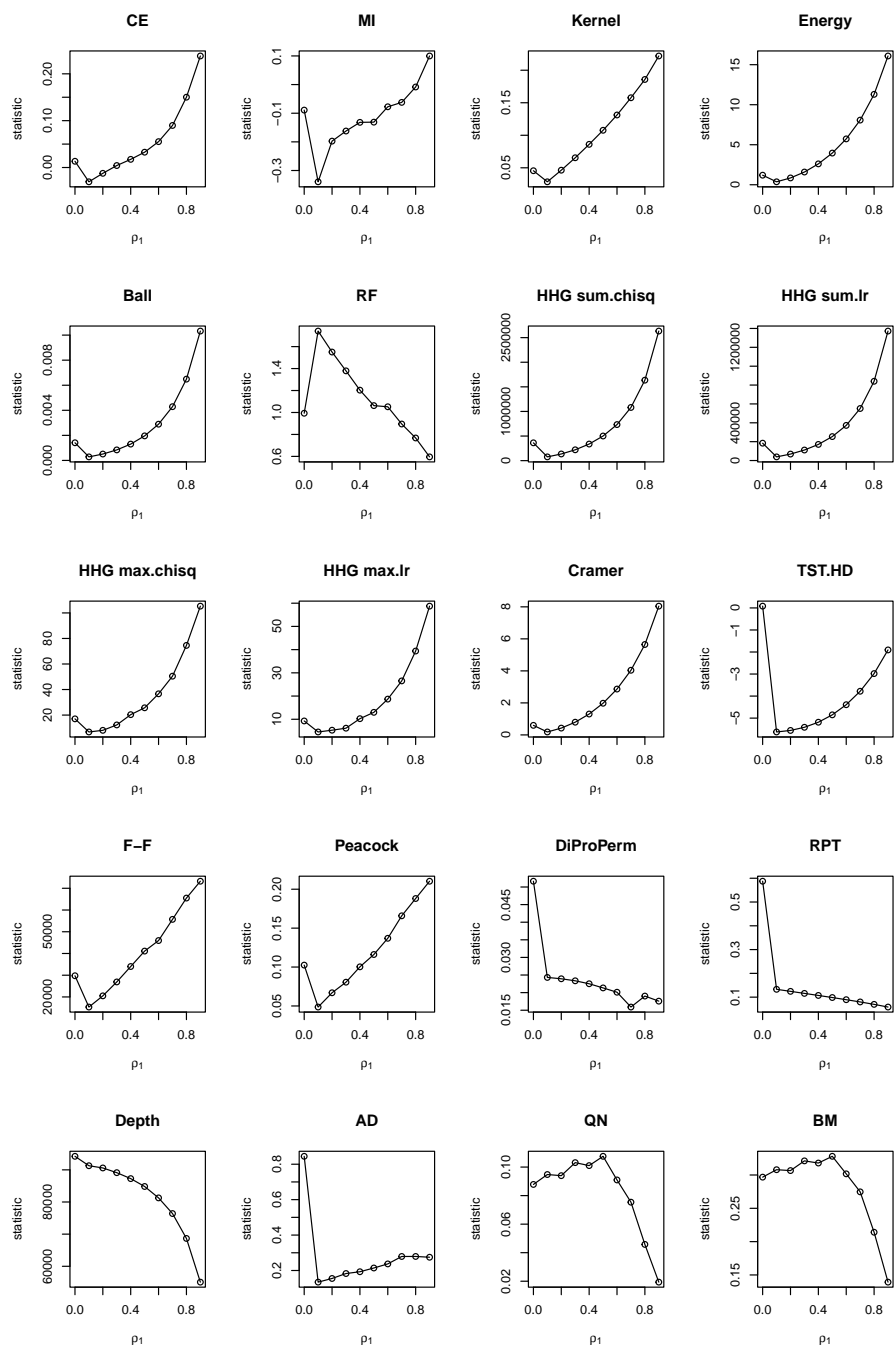 CE MI Kernel Energy
statistic 0.00 0.10 0.20 statistic −0.3 −0.1 0.1 statistic 0.05 0.15 statistic 0 5 10 15
0.0 0.4 0.8 0.0 0.4 0.8 0.0 0.4 0.8 0.0 0.4 0.8
ρ1 ρ1 ρ1 ρ1
Ball RF HHG sum.chisq HHG sum.lr
statistic 0.000 0.004 0.008 statistic 0.6 1.0 1.4 statistic 0 1000000 2500000 statistic 0 400000 1200000
0.0 0.4 0.8 0.0 0.4 0.8 0.0 0.4 0.8 0.0 0.4 0.8
ρ1 ρ1 ρ1 ρ1
HHG max.chisq HHG max.lr Cramer TST.HD
statistic 20 40 60 80 statistic 10 30 50 statistic 0 2 4 6 8 statistic −5 −3 −1 0
0.0 0.4 0.8 0.0 0.4 0.8 0.0 0.4 0.8 0.0 0.4 0.8
ρ1 ρ1 ρ1 ρ1
F−F Peacock DiProPerm RPT
statistic 20000 50000 statistic 0.05 0.10 0.15 0.20 statistic 0.015 0.030 0.045 statistic 0.1 0.3 0.5
0.0 0.4 0.8 0.0 0.4 0.8 0.0 0.4 0.8 0.0 0.4 0.8
ρ1 ρ1 ρ1 ρ1
Depth AD QN BM
statistic 60000 80000 statistic 0.2 0.4 0.6 0.8 statistic 0.02 0.06 0.10 statistic 0.15 0.25
0.0 0.4 0.8 0.0 0.4 0.8 0.0 0.4 0.8 0.0 0.4 0.8
ρ1 ρ1 ρ1 ρ1